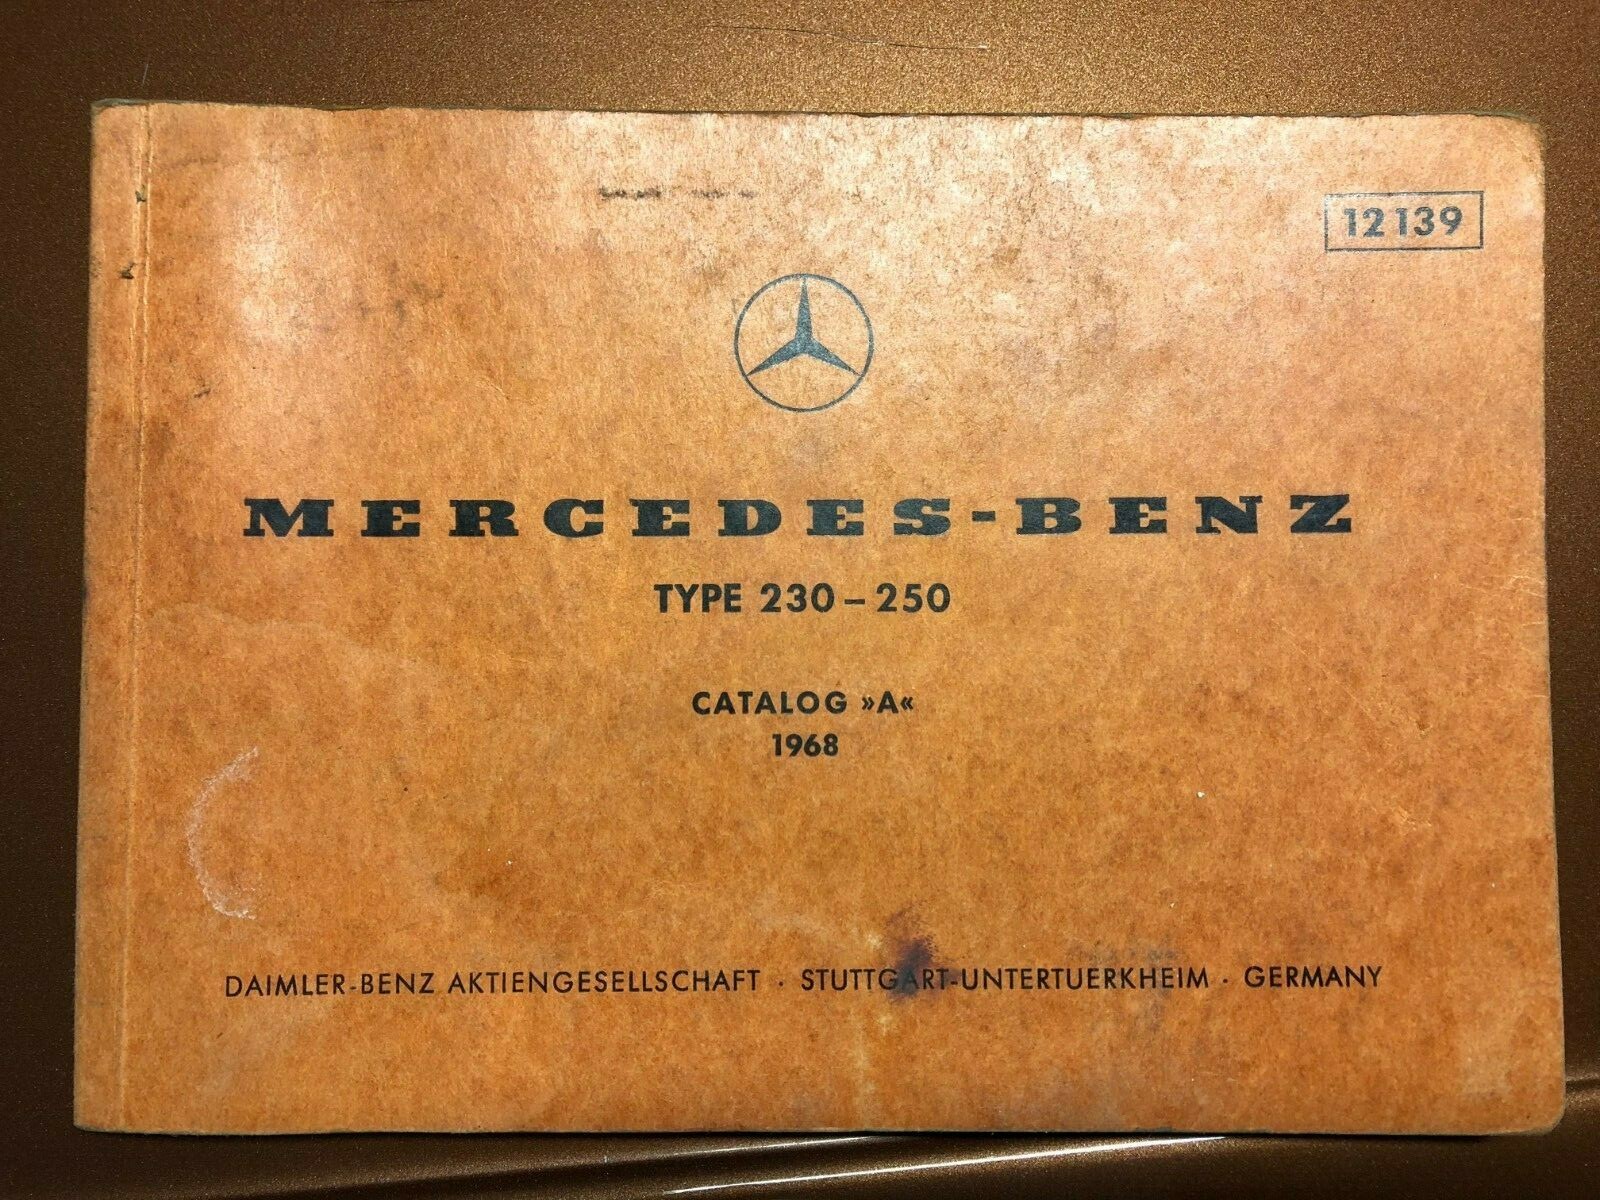 12 139
MERCEDES-BENZ
TYPE 230 – 250
CATALOG »A«
1968
DAIMLER-BENZ AKTIENGESELLSCHAFT · STUTTGART-UNTERTUERKHEIM · GERMANY